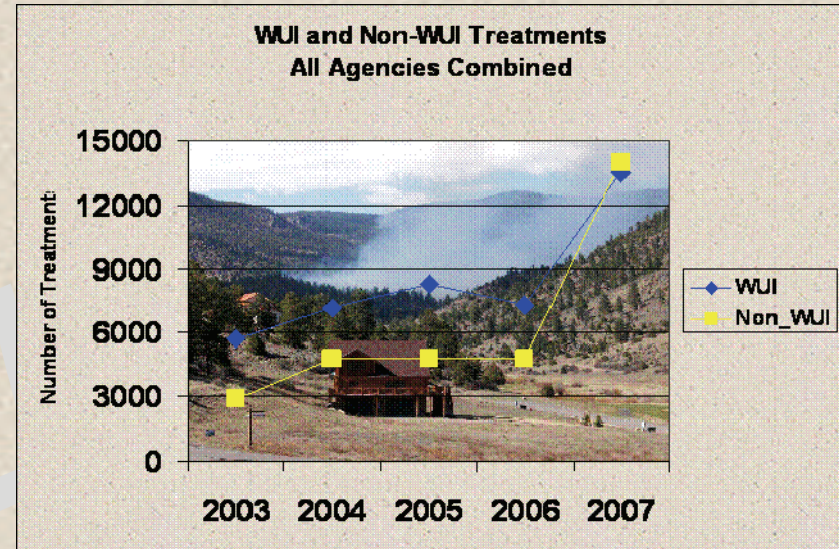 WUI and Non-WUI Treatments
All Agencies Combined
15000
12000
9000
6000
3000
0
Number of Treatment
2003 2004 2005 2006 2007
WUI
Non_WUI